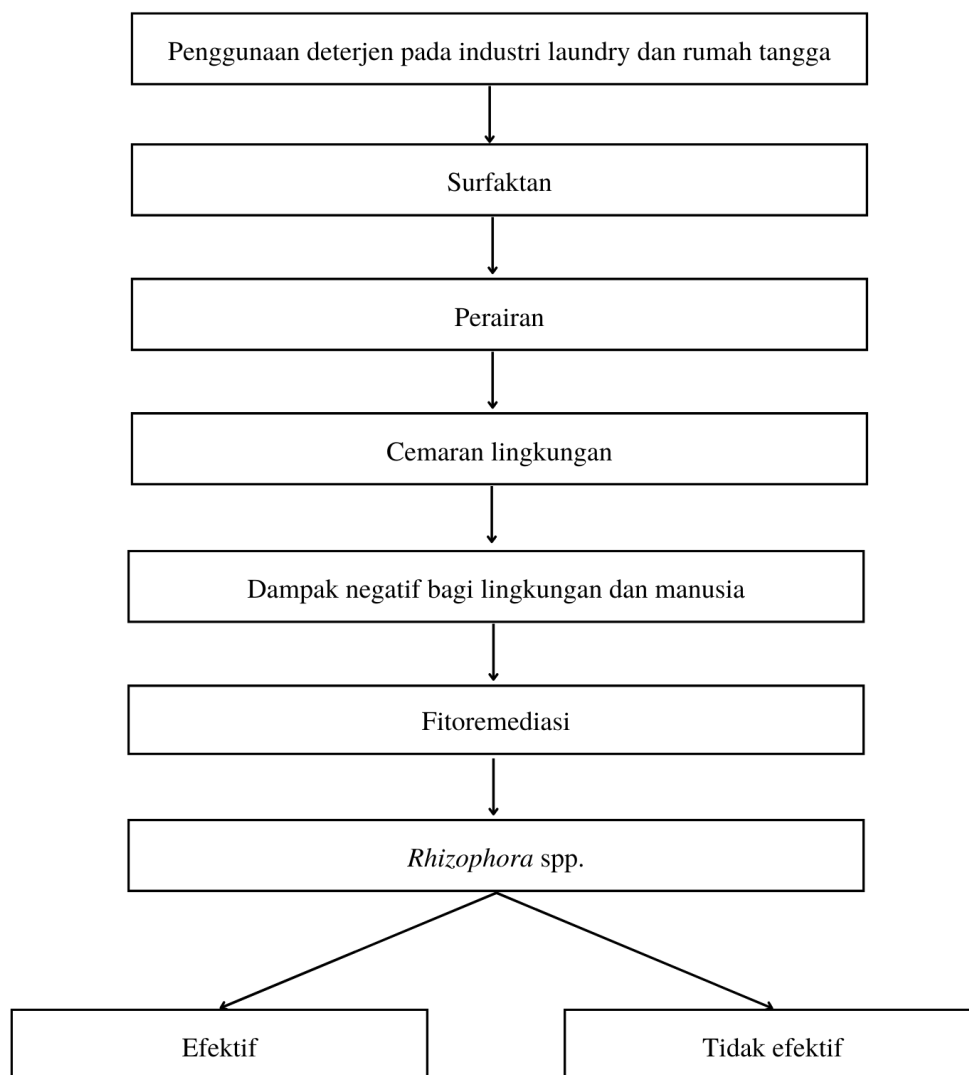 Penggunaan deterjen pada industri laundry dan rumah tangga
Surfaktan
Perairan
Cemaran lingkungan
Dampak negatif bagi lingkungan dan manusia
Fitoremediasi
Rhizophora spp.
Efektif
Tidak efektif